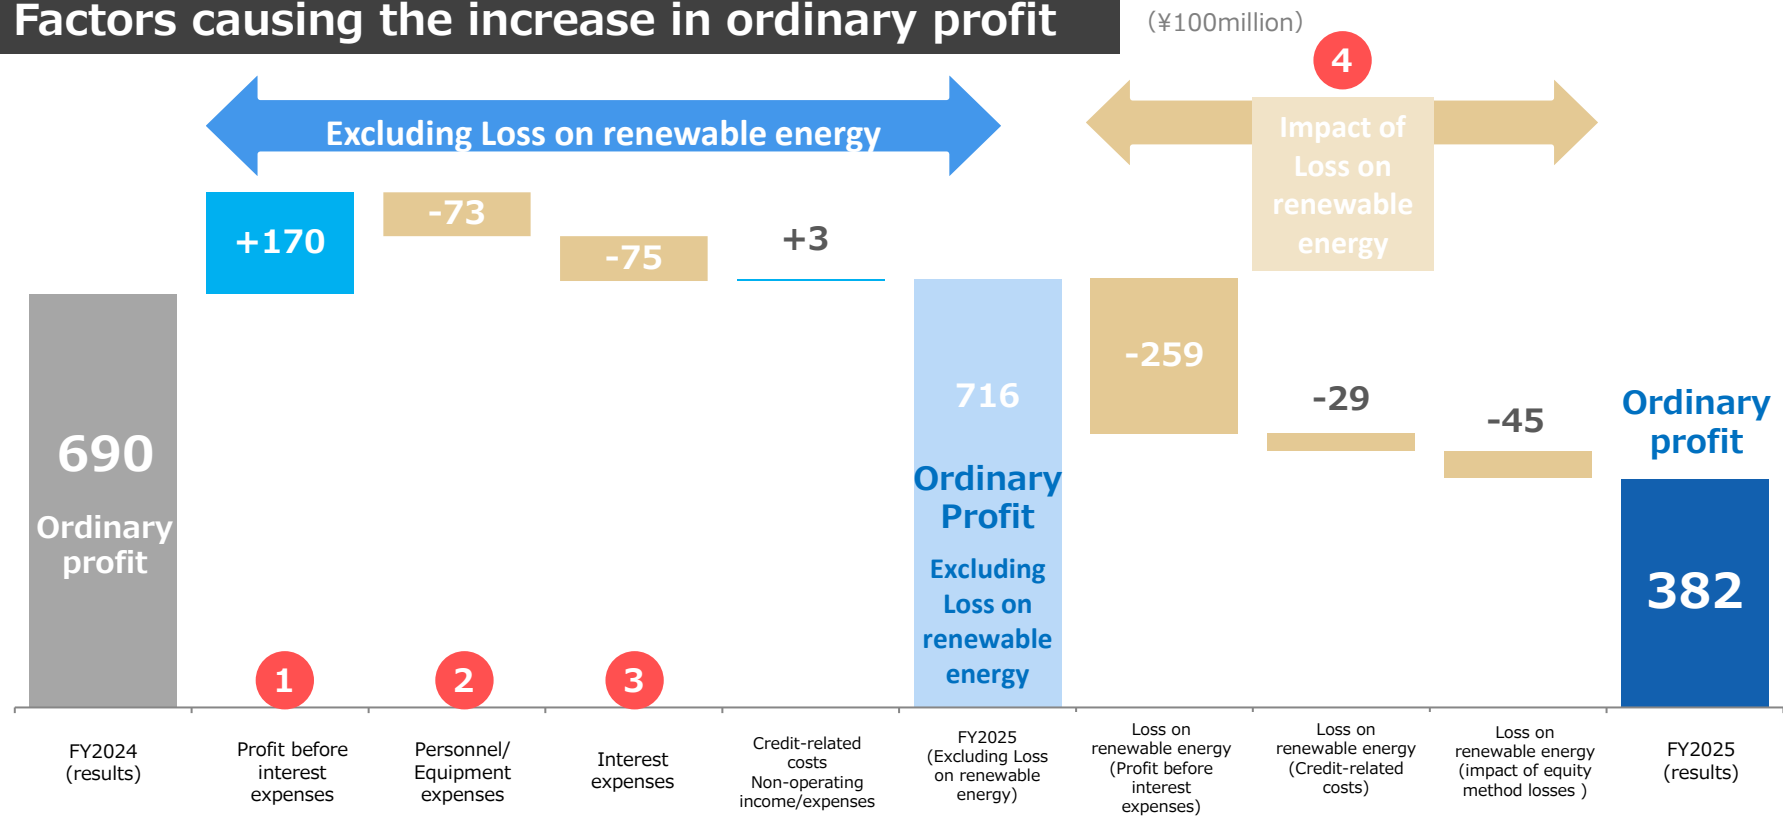 Factors causing the increase in ordinary profit
(¥100million)
4
Excluding Loss on renewable energy
Impact of
Loss on
renewable
energy
+170
-73
-75
+3
690
Ordinary
profit
716
Ordinary
Profit
Excluding
Loss on
renewable
energy
-259
-29
-45
Ordinary
profit
382
1
2
3
FY2024
(results)
Profit before
interest
expenses
Personnel/
Equipment
expenses
Interest
expenses
Credit-related
costs
Non-operating
income/expenses
FY2025
(Excluding Loss
on renewable
energy)
Loss on
renewable energy
(Profit before
interest
expenses)
Loss on
renewable energy
(Credit-related
costs)
Loss on
renewable energy
(impact of equity
method losses )
FY2025
(results)